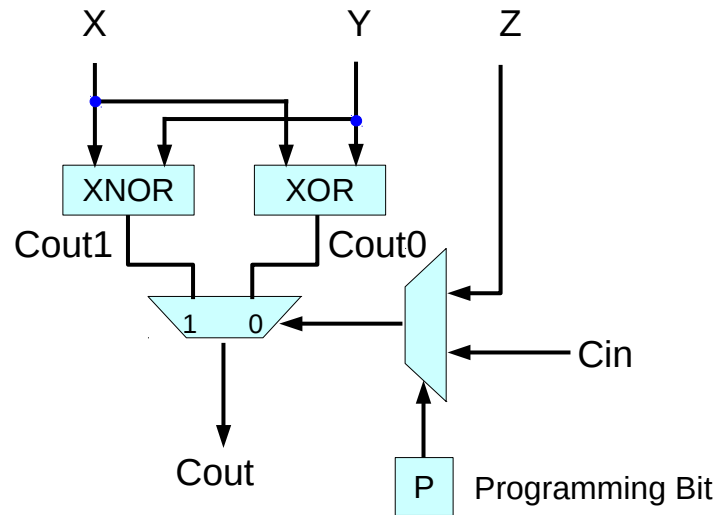 X Y Z
XNOR XOR
Cout1 Cout0
1 0
Cin
Cout
P Programming Bit